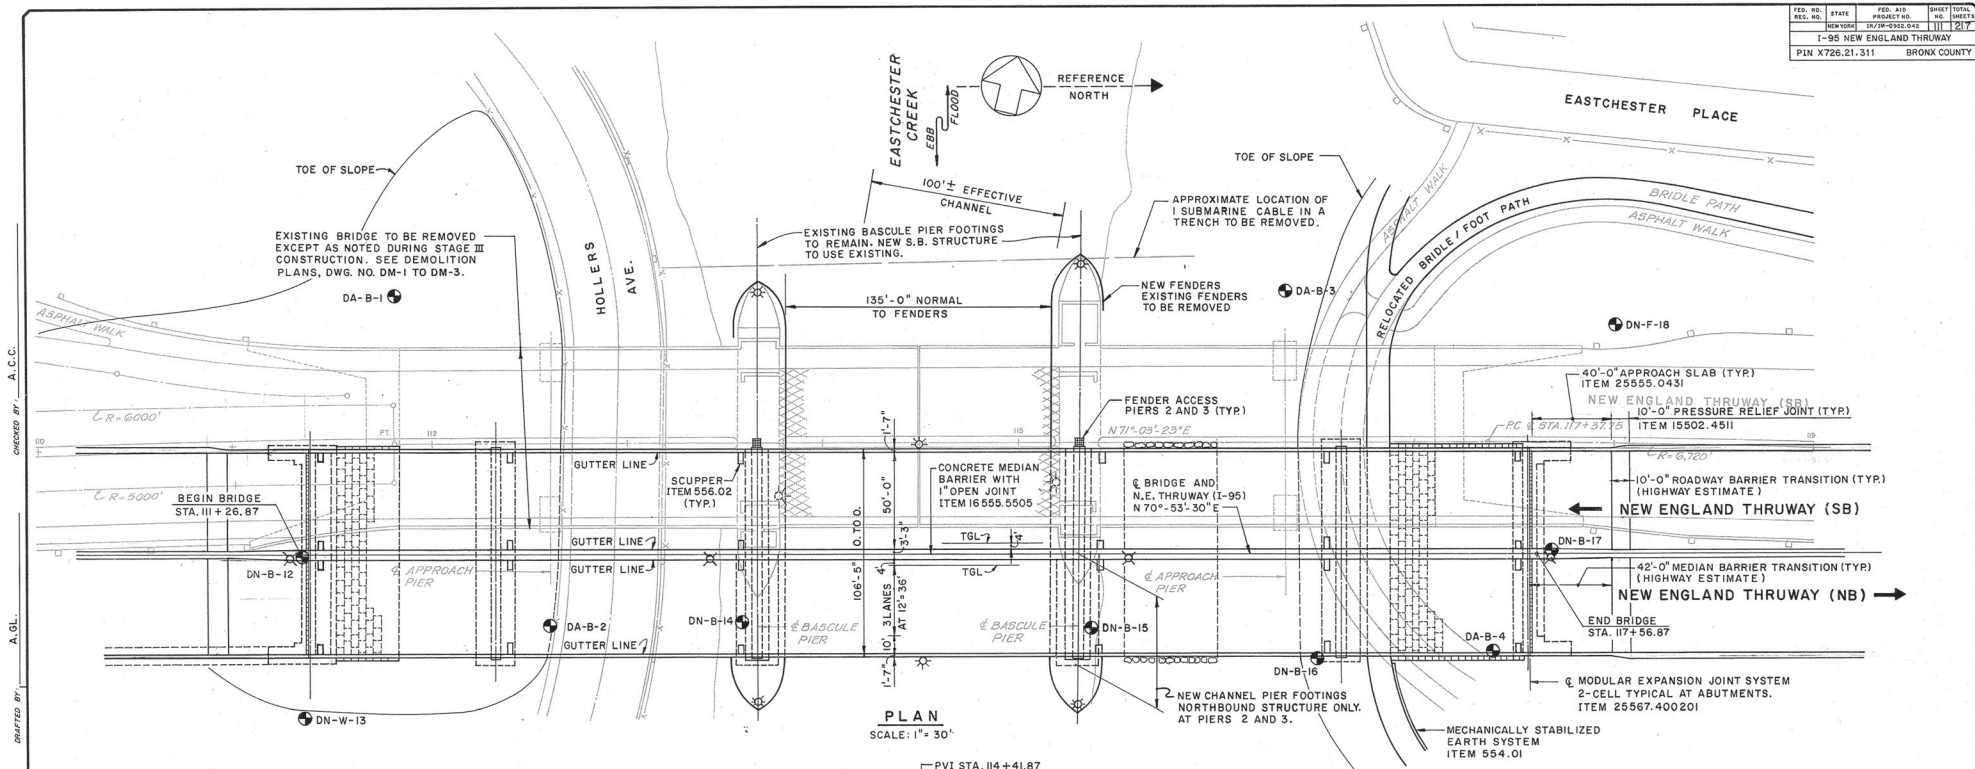 FED. RD. REG. NO. STATE FED. AID PROJECT NO. SHEET NO. TOTAL SHEETS
NEW YORK IR/IM-0952.042 111 217
I-95 NEW ENGLAND THRUWAY
PIN X726.21.311 BRONX COUNTY
EASTCHESTER
CREEK
EBB
FLOOD
REFERENCE
NORTH
EASTCHESTER PLACE
TOE OF SLOPE
100'± EFFECTIVE
CHANNEL
TOE OF SLOPE
ASPHALT WALK
BRIDLE PATH
ASPHALT WALK
RELOCATED BRIDLE / FOOT PATH
APPROXIMATE LOCATION OF
1 SUBMARINE CABLE IN A
TRENCH TO BE REMOVED.
EXISTING BRIDGE TO BE REMOVED
EXCEPT AS NOTED DURING STAGE III
CONSTRUCTION. SEE DEMOLITION
PLANS, DWG. NO. DM-1 TO DM-3.
HOLLERS
AVE.
EXISTING BASCULE PIER FOOTINGS
TO REMAIN. NEW S.B. STRUCTURE
TO USE EXISTING.
DA-B-1
135'-0" NORMAL
TO FENDERS
NEW FENDERS
EXISTING FENDERS
TO BE REMOVED
DA-B-3
DN-F-18
ASPHALT WALK
40'-0" APPROACH SLAB (TYP.)
ITEM 25555.0431
NEW ENGLAND THRUWAY (SB)
10'-0" PRESSURE RELIEF JOINT (TYP.)
ITEM 15502.4511
FENDER ACCESS
PIERS 2 AND 3 (TYP.)
N 71°-03'-23" E
P.C. ℄ STA. 117+37.75
R=6,720'
R=6000'
110
PT.
112
115
119
1'-7"
GUTTER LINE
SCUPPER
ITEM 556.02
(TYP.)
50'-0"
CONCRETE MEDIAN
BARRIER WITH
1" OPEN JOINT
ITEM 16555.5505
℄ BRIDGE AND
N.E. THRUWAY (I-95)
N 70°-53'-30" E
℄ R=5000'
BEGIN BRIDGE
STA. 111 + 26.87
10'-0" ROADWAY BARRIER TRANSITION (TYP.)
(HIGHWAY ESTIMATE)
NEW ENGLAND THRUWAY (SB)
106'-5" O. TO O.
3'-3"
TGL
4'
GUTTER LINE
GUTTER LINE
TGL
DN-B-12
DN-B-17
℄ APPROACH
PIER
℄ APPROACH
PIER
42'-0" MEDIAN BARRIER TRANSITION (TYP.)
(HIGHWAY ESTIMATE)
NEW ENGLAND THRUWAY (NB)
4'
3 LANES
AT 12'=36'
DA-B-2
DN-B-14
℄ BASCULE
PIER
℄ BASCULE
PIER
DN-B-15
END BRIDGE
STA. 117+56.87
DA-B-4
GUTTER LINE
10'
1'-7"
DN-B-16
℄ MODULAR EXPANSION JOINT SYSTEM
2-CELL TYPICAL AT ABUTMENTS.
ITEM 25567.400201
NEW CHANNEL PIER FOOTINGS
NORTHBOUND STRUCTURE ONLY.
AT PIERS 2 AND 3.
DN-W-13
PLAN
SCALE: 1" = 30'
MECHANICALLY STABILIZED
EARTH SYSTEM
ITEM 554.01
PVI STA. 114+41.87
CHECKED BY: A.C.C.
DRAFTED BY: A.GL.